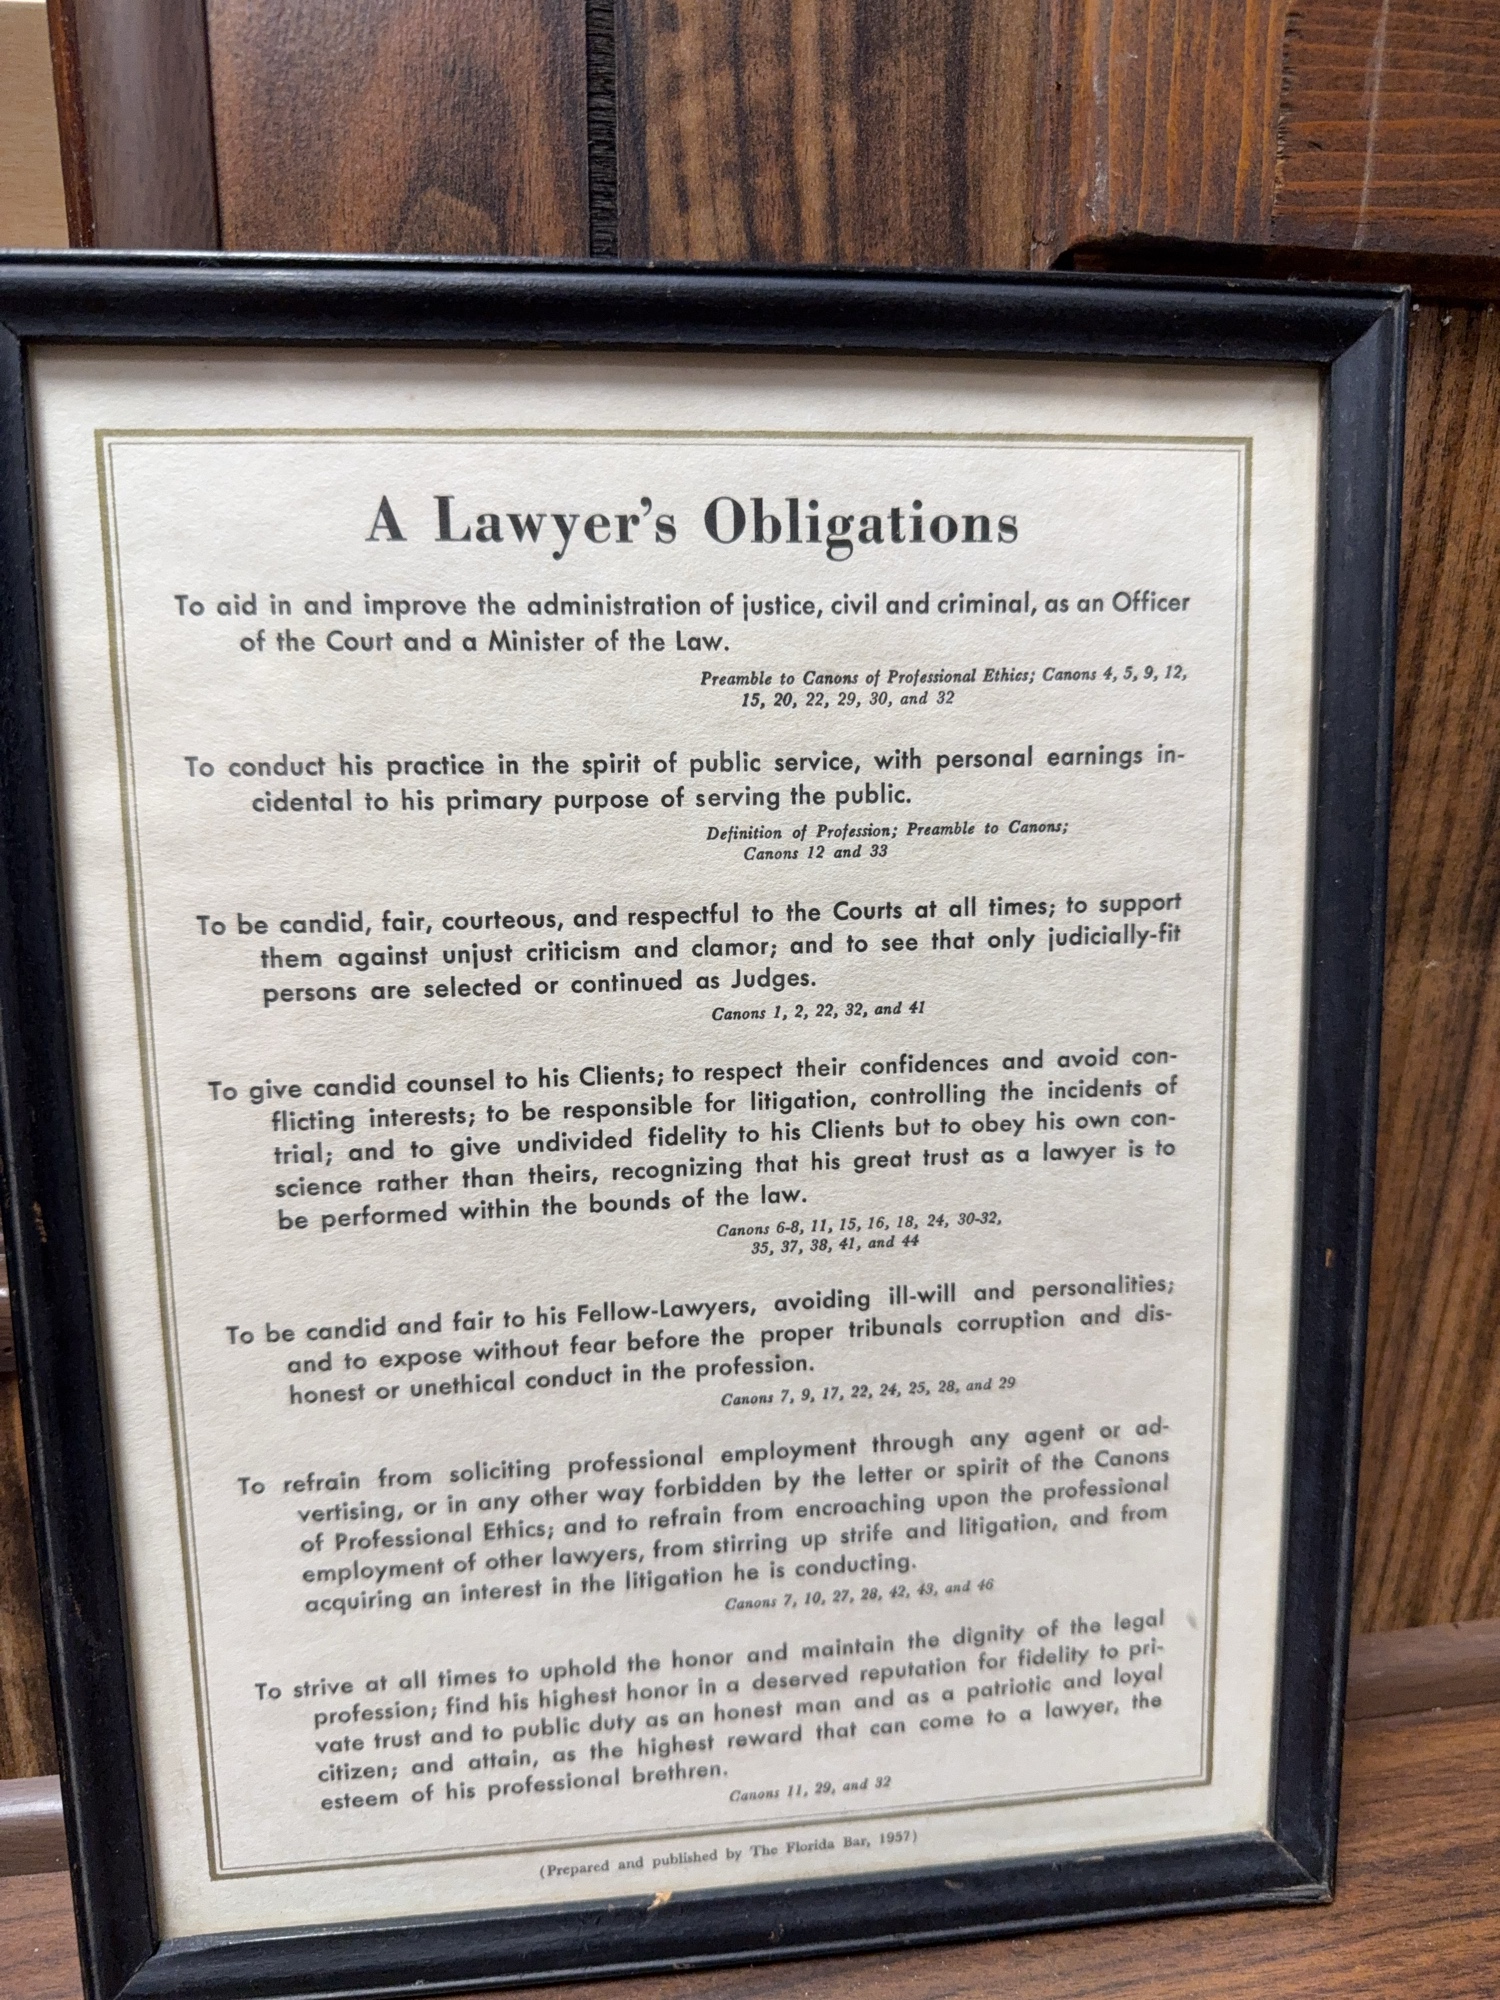 A Lawyer's Obligations
To aid in and improve the administration of justice, civil and criminal, as an Officer
of the Court and a Minister of the Law.
Preamble to Canons of Professional Ethics; Canons 4, 5, 9, 12,
15, 20, 22, 29, 30, and 32
To conduct his practice in the spirit of public service, with personal earnings in-
cidental to his primary purpose of serving the public.
Definition of Profession; Preamble to Canons;
Canons 12 and 33
To be candid, fair, courteous, and respectful to the Courts at all times; to support
them against unjust criticism and clamor; and to see that only judicially-fit
persons are selected or continued as Judges.
Canons 1, 2, 22, 32, and 41
To give candid counsel to his Clients; to respect their confidences and avoid con-
flicting interests; to be responsible for litigation, controlling the incidents of
trial; and to give undivided fidelity to his Clients but to obey his own con-
science rather than theirs, recognizing that his great trust as a lawyer is to
be performed within the bounds of the law.
Canons 6-8, 11, 15, 16, 18, 24, 30-32,
35, 37, 38, 41, and 44
To be candid and fair to his Fellow-Lawyers, avoiding ill-will and personalities;
and to expose without fear before the proper tribunals corruption and dis-
honest or unethical conduct in the profession.
Canons 7, 9, 17, 22, 24, 25, 28, and 29
To refrain from soliciting professional employment through any agent or ad-
vertising, or in any other way forbidden by the letter or spirit of the Canons
of Professional Ethics; and to refrain from encroaching upon the professional
employment of other lawyers, from stirring up strife and litigation, and from
acquiring an interest in the litigation he is conducting.
Canons 7, 10, 27, 28, 42, 43, and 46
To strive at all times to uphold the honor and maintain the dignity of the legal
profession; find his highest honor in a deserved reputation for fidelity to pri-
vate trust and to public duty as an honest man and as a patriotic and loyal
citizen; and attain, as the highest reward that can come to a lawyer, the
esteem of his professional brethren.
Canons 11, 29, and 32
(Prepared and published by The Florida Bar, 1957)